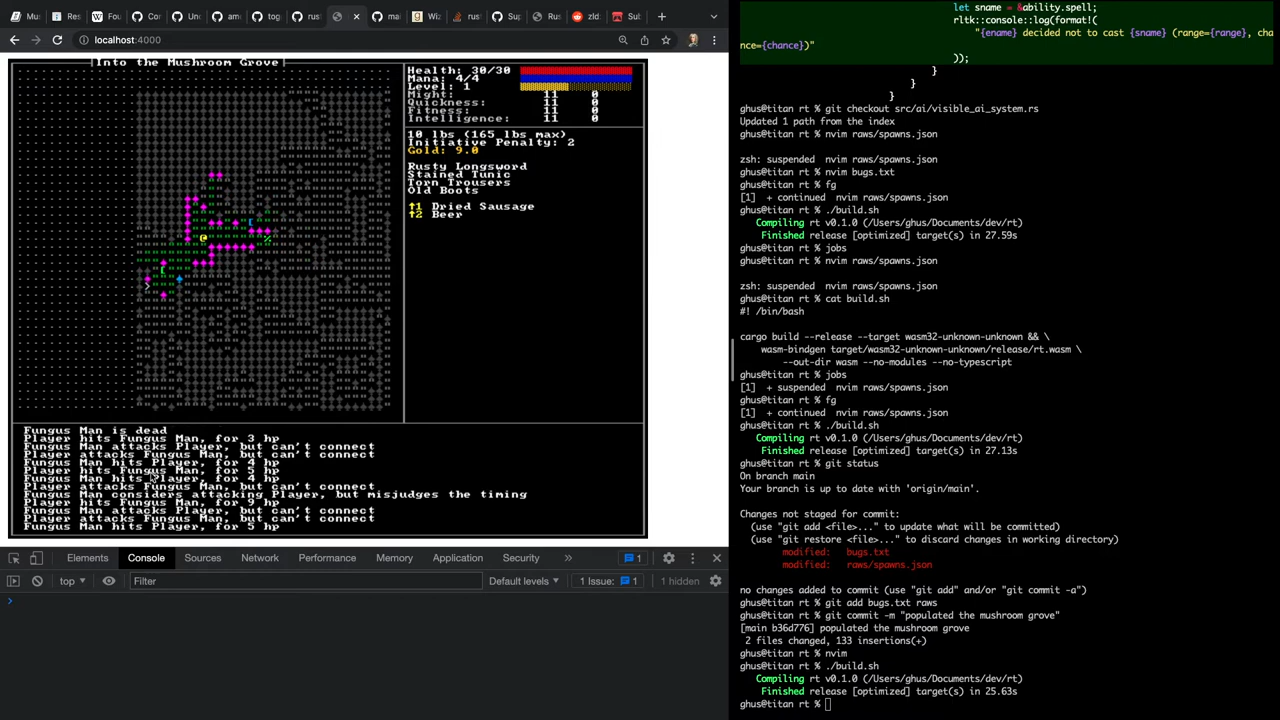 Mus
Res
Fou
Cor
Un
am
tog
rus
mai
Wiz
rus
Sup
Rus
zld:
Sub
localhost:4000
Into the Mushroom Grove
Health: 30/30
Mana: 4/4
Level: 1
Might: 11 0
Quickness: 11 0
Fitness: 11 0
Intelligence: 11 0
10 lbs (165 lbs max)
Initiative Penalty: 2
Gold: 9.0
Rusty Longsword
Stained Tunic
Torn Trousers
Old Boots
↑1 Dried Sausage
↑2 Beer
Fungus Man is dead
Player hits Fungus Man, for 3 hp
Fungus Man attacks Player, but can't connect
Player attacks Fungus Man, but can't connect
Fungus Man hits Player, for 4 hp
Player hits Fungus Man, for 5 hp
Fungus Man hits Player, for 4 hp
Player attacks Fungus Man, but can't connect
Fungus Man considers attacking Player, but misjudges the timing
Player hits Fungus Man, for 9 hp
Fungus Man attacks Player, but can't connect
Player attacks Fungus Man, but can't connect
Fungus Man hits Player, for 5 hp
Elements Console Sources Network Performance Memory Application Security » 1
top ▾ Filter Default levels ▾ 1 Issue: 1 1 hidden
let sname = &ability.spell;
rltk::console::log(format!(
"{ename} decided not to cast {sname} (range={range}, cha
nce={chance})"
));
}
}
}
ghus@titan rt % git checkout src/ai/visible_ai_system.rs
Updated 1 path from the index
ghus@titan rt % nvim raws/spawns.json
zsh: suspended  nvim raws/spawns.json
ghus@titan rt % nvim bugs.txt
ghus@titan rt % fg
[1]  + continued  nvim raws/spawns.json
ghus@titan rt % ./build.sh
Compiling rt v0.1.0 (/Users/ghus/Documents/dev/rt)
Finished release [optimized] target(s) in 27.59s
ghus@titan rt % jobs
ghus@titan rt % nvim raws/spawns.json
zsh: suspended  nvim raws/spawns.json
ghus@titan rt % cat build.sh
#! /bin/bash
cargo build --release --target wasm32-unknown-unknown && \
wasm-bindgen target/wasm32-unknown-unknown/release/rt.wasm \
--out-dir wasm --no-modules --no-typescript
ghus@titan rt % jobs
[1]  + suspended  nvim raws/spawns.json
ghus@titan rt % fg
[1]  + continued  nvim raws/spawns.json
ghus@titan rt % ./build.sh
Compiling rt v0.1.0 (/Users/ghus/Documents/dev/rt)
Finished release [optimized] target(s) in 27.13s
ghus@titan rt % git status
On branch main
Your branch is up to date with 'origin/main'.
Changes not staged for commit:
(use "git add <file>..." to update what will be committed)
(use "git restore <file>..." to discard changes in working directory)
modified:   bugs.txt
modified:   raws/spawns.json
no changes added to commit (use "git add" and/or "git commit -a")
ghus@titan rt % git add bugs.txt raws
ghus@titan rt % git commit -m "populated the mushroom grove"
[main b36d776] populated the mushroom grove
2 files changed, 133 insertions(+)
ghus@titan rt % nvim
ghus@titan rt % ./build.sh
Compiling rt v0.1.0 (/Users/ghus/Documents/dev/rt)
Finished release [optimized] target(s) in 25.63s
ghus@titan rt %